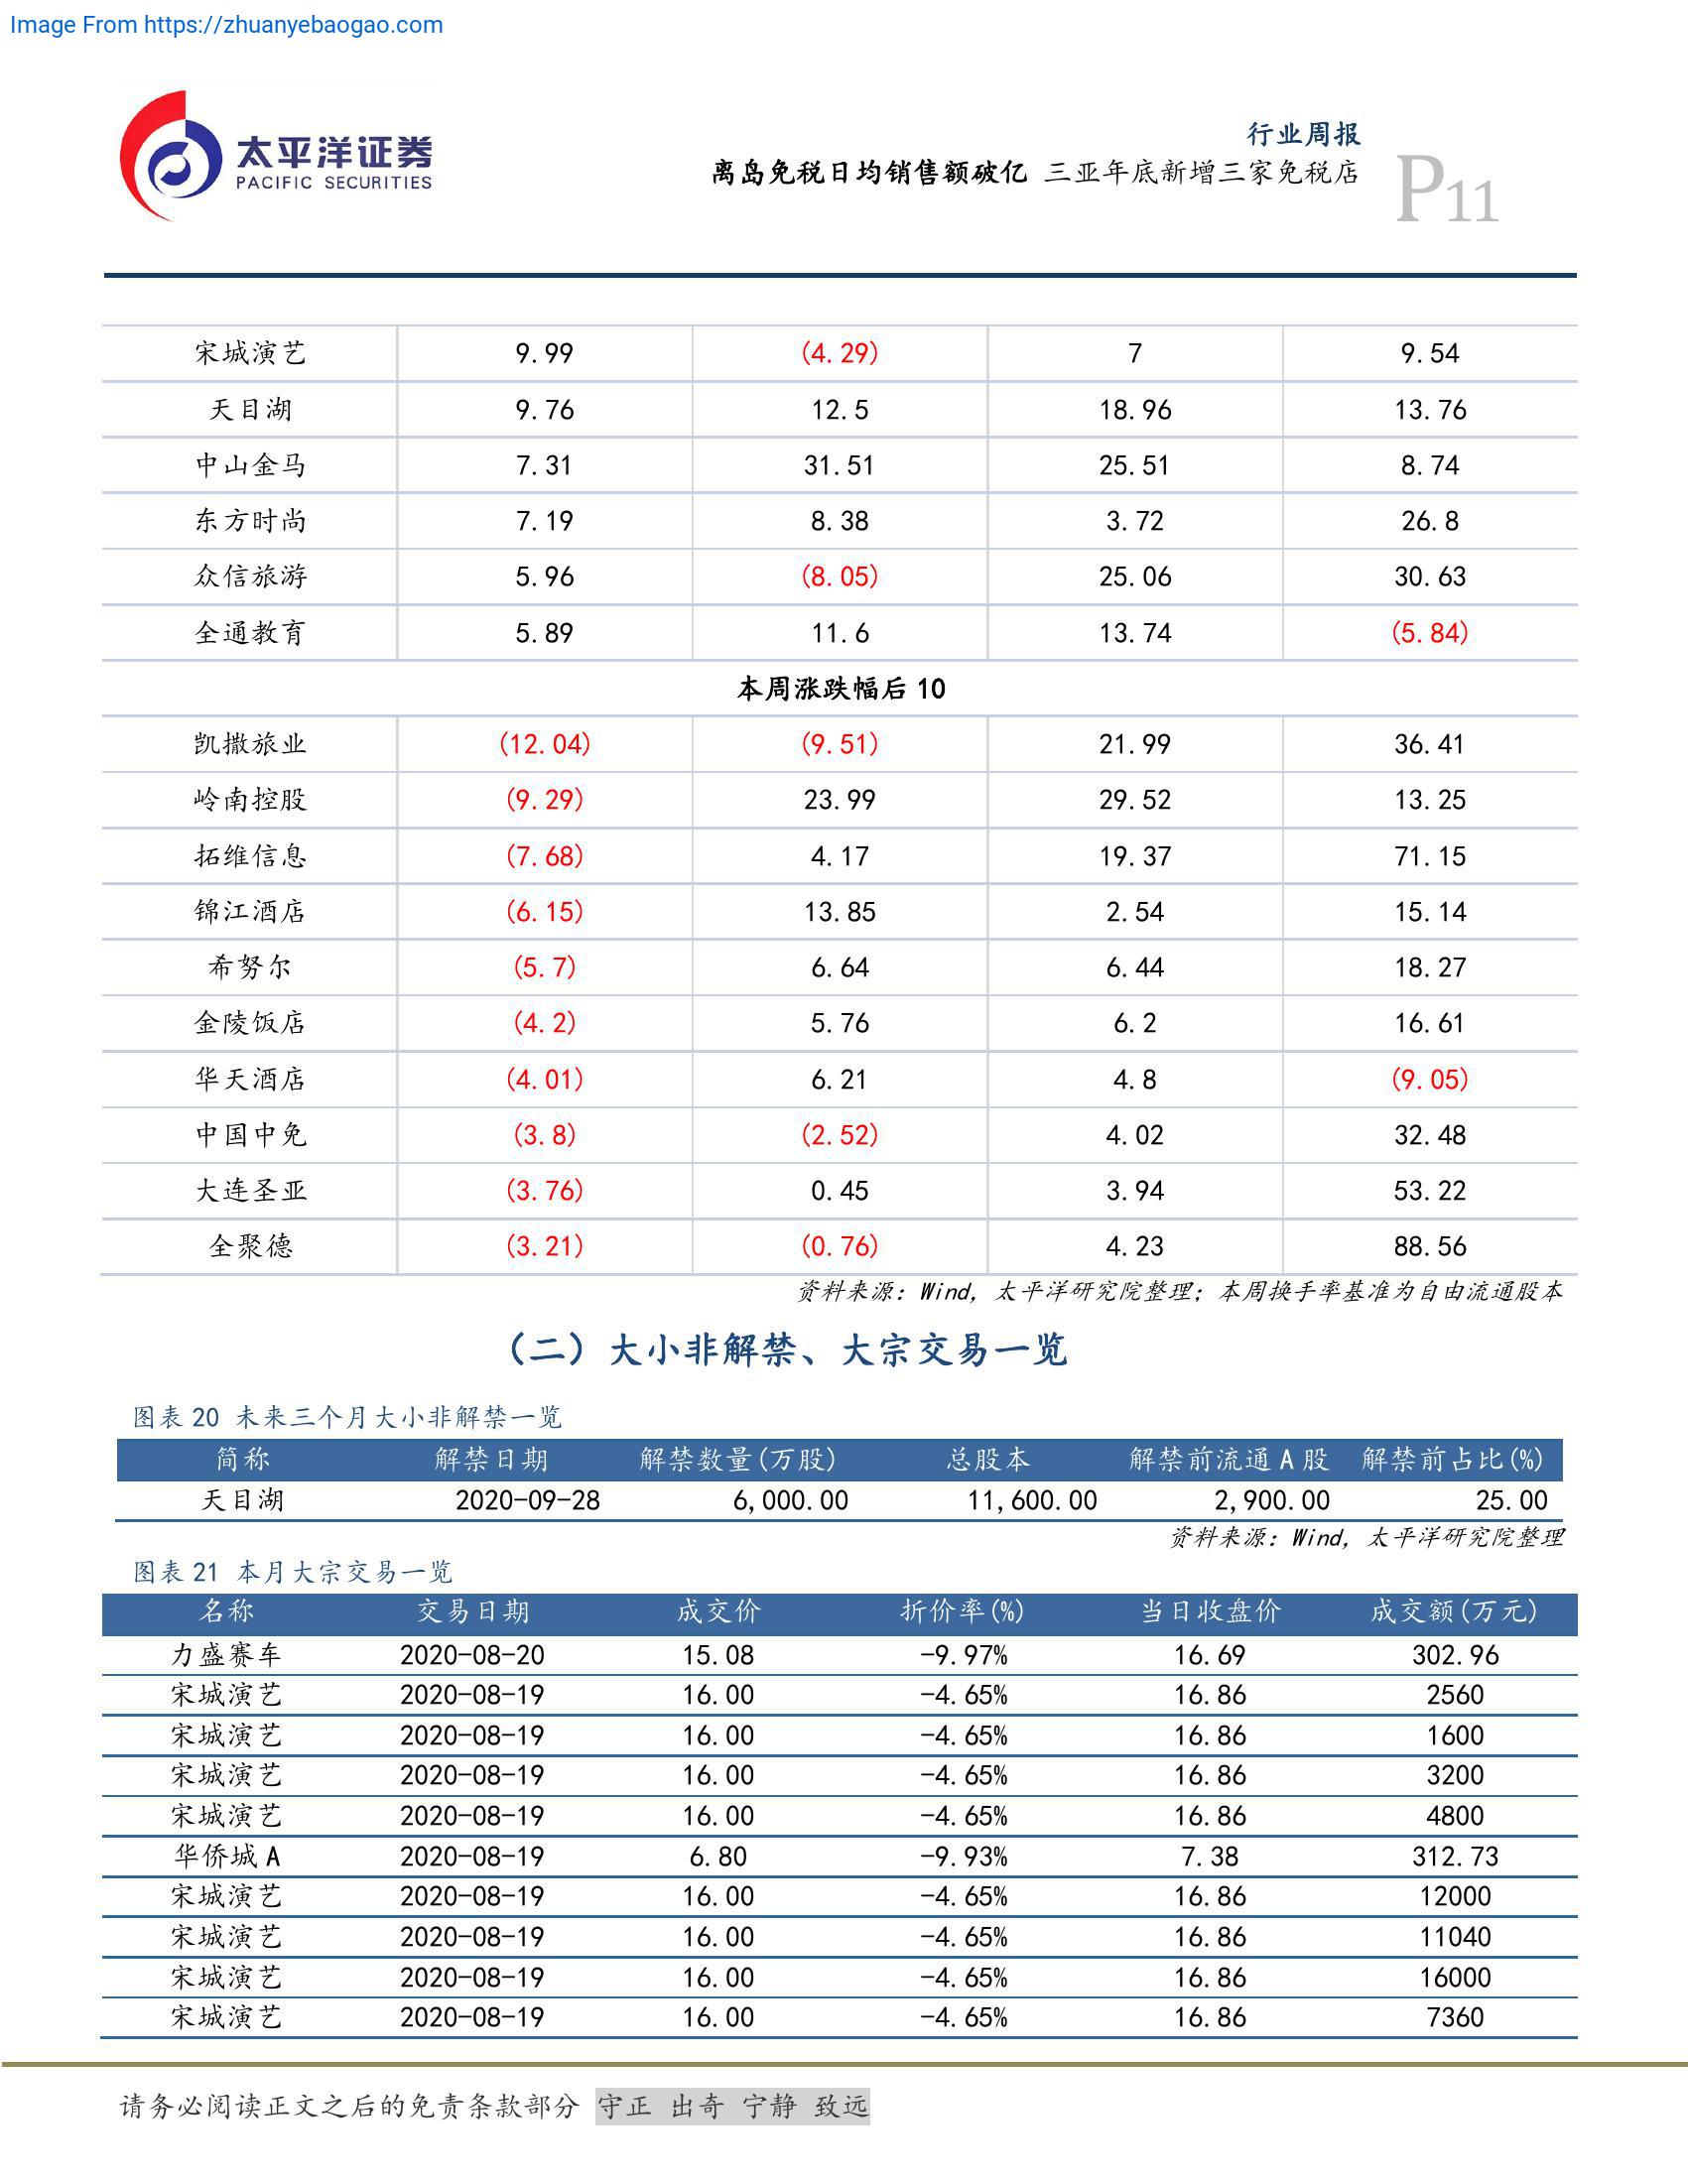 Image From https://zhuanyebaogao.com
太平洋证券
PACIFIC SECURITIES
行业周报
离岛免税日均销售额破亿 三亚年底新增三家免税店
P11
宋城演艺 9.99 (4.29) 7 9.54
天目湖 9.76 12.5 18.96 13.76
中山金马 7.31 31.51 25.51 8.74
东方时尚 7.19 8.38 3.72 26.8
众信旅游 5.96 (8.05) 25.06 30.63
全通教育 5.89 11.6 13.74 (5.84)
本周涨跌幅后 10
凯撒旅业 (12.04) (9.51) 21.99 36.41
岭南控股 (9.29) 23.99 29.52 13.25
拓维信息 (7.68) 4.17 19.37 71.15
锦江酒店 (6.15) 13.85 2.54 15.14
希努尔 (5.7) 6.64 6.44 18.27
金陵饭店 (4.2) 5.76 6.2 16.61
华天酒店 (4.01) 6.21 4.8 (9.05)
中国中免 (3.8) (2.52) 4.02 32.48
大连圣亚 (3.76) 0.45 3.94 53.22
全聚德 (3.21) (0.76) 4.23 88.56
资料来源：Wind，太平洋研究院整理；本周换手率基准为自由流通股本
（二）大小非解禁、大宗交易一览
图表 20 未来三个月大小非解禁一览
简称 解禁日期 解禁数量(万股) 总股本 解禁前流通 A 股 解禁前占比(%)
天目湖 2020-09-28 6,000.00 11,600.00 2,900.00 25.00
资料来源：Wind，太平洋研究院整理
图表 21 本月大宗交易一览
名称 交易日期 成交价 折价率(%) 当日收盘价 成交额(万元)
力盛赛车 2020-08-20 15.08 -9.97% 16.69 302.96
宋城演艺 2020-08-19 16.00 -4.65% 16.86 2560
宋城演艺 2020-08-19 16.00 -4.65% 16.86 1600
宋城演艺 2020-08-19 16.00 -4.65% 16.86 3200
宋城演艺 2020-08-19 16.00 -4.65% 16.86 4800
华侨城 A 2020-08-19 6.80 -9.93% 7.38 312.73
宋城演艺 2020-08-19 16.00 -4.65% 16.86 12000
宋城演艺 2020-08-19 16.00 -4.65% 16.86 11040
宋城演艺 2020-08-19 16.00 -4.65% 16.86 16000
宋城演艺 2020-08-19 16.00 -4.65% 16.86 7360
请务必阅读正文之后的免责条款部分 守正 出奇 宁静 致远